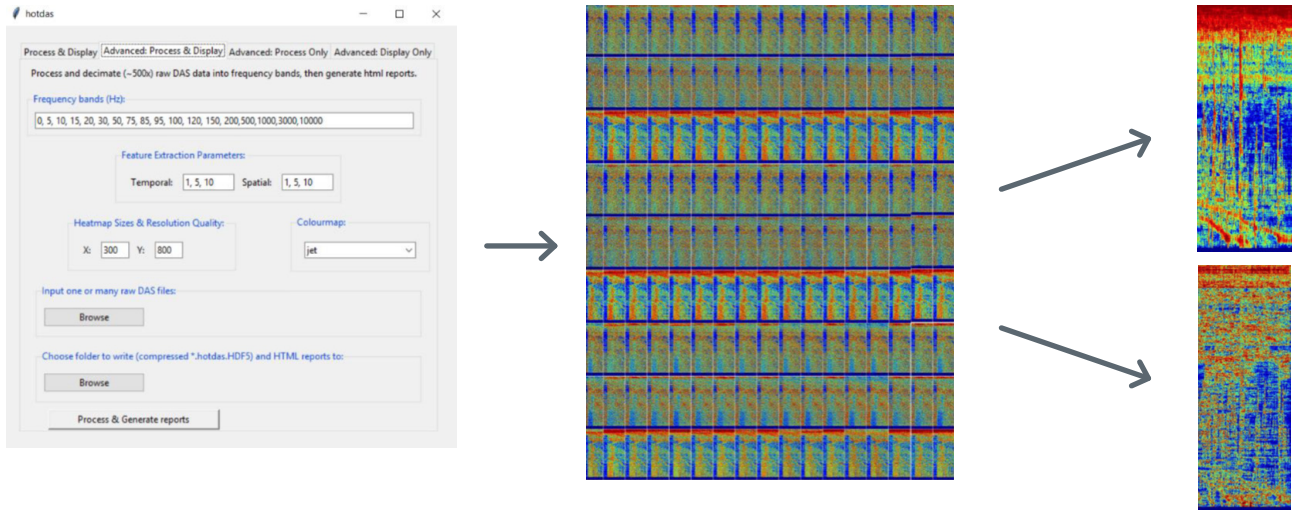 hotdas
Process & Display Advanced: Process & Display Advanced: Process Only Advanced: Display Only
Process and decimate (~500x) raw DAS data into frequency bands, then generate html reports.
Frequency bands (Hz):
0, 5, 10, 15, 20, 30, 50, 75, 85, 95, 100, 120, 150, 200,500,1000,3000,10000
Feature Extraction Parameters:
Temporal: 1, 5, 10 Spatial: 1, 5, 10
Heatmap Sizes & Resolution Quality: Colourmap:
X: 300 Y: 800 jet
Input one or many raw DAS files:
Browse
Choose folder to write (compressed *.hotdas.HDF5) and HTML reports to:
Browse
Process & Generate reports